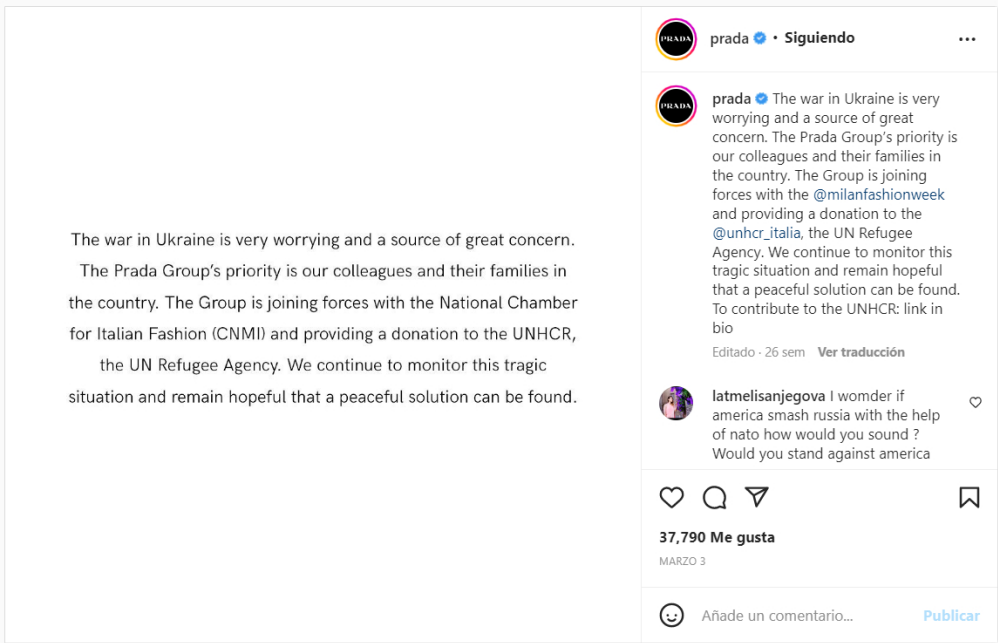 The war in Ukraine is very worrying and a source of great concern.
The Prada Group's priority is our colleagues and their families in
the country. The Group is joining forces with the National Chamber
for Italian Fashion (CNMI) and providing a donation to the UNHCR,
the UN Refugee Agency. We continue to monitor this tragic
situation and remain hopeful that a peaceful solution can be found.
PRADA
prada • Siguiendo
PRADA
prada The war in Ukraine is very
worrying and a source of great
concern. The Prada Group's priority is
our colleagues and their families in
the country. The Group is joining
forces with the @milanfashionweek
and providing a donation to the
@unhcr_italia, the UN Refugee
Agency. We continue to monitor this
tragic situation and remain hopeful
that a peaceful solution can be found.
To contribute to the UNHCR: link in
bio
Editado · 26 sem Ver traducción
latmelisanjegova I womder if
america smash russia with the help
of nato how would you sound ?
Would you stand against america
37,790 Me gusta
MARZO 3
Añade un comentario...
Publicar